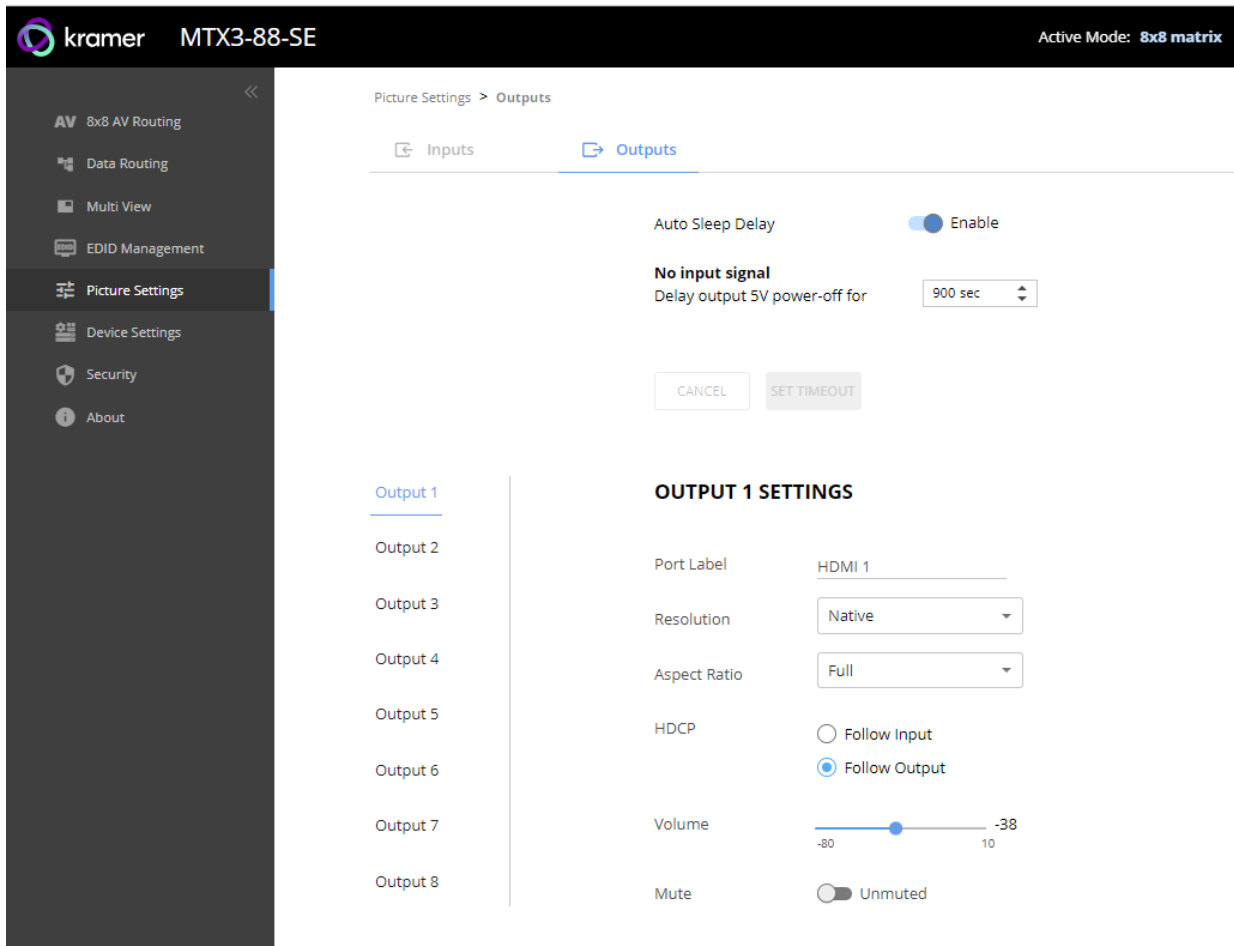 kramer MTX3-88-SE Active Mode: 8x8 matrix
AV 8x8 AV Routing
Data Routing
Multi View
EDID EDID Management
Picture Settings
Device Settings
Security
About
Picture Settings > Outputs
Inputs Outputs
Auto Sleep Delay Enable
No input signal
Delay output 5V power-off for 900 sec
CANCEL SET TIMEOUT
Output 1
Output 2
Output 3
Output 4
Output 5
Output 6
Output 7
Output 8
OUTPUT 1 SETTINGS
Port Label HDMI 1
Resolution Native
Aspect Ratio Full
HDCP Follow Input
Follow Output
Volume -38
-80 10
Mute Unmuted